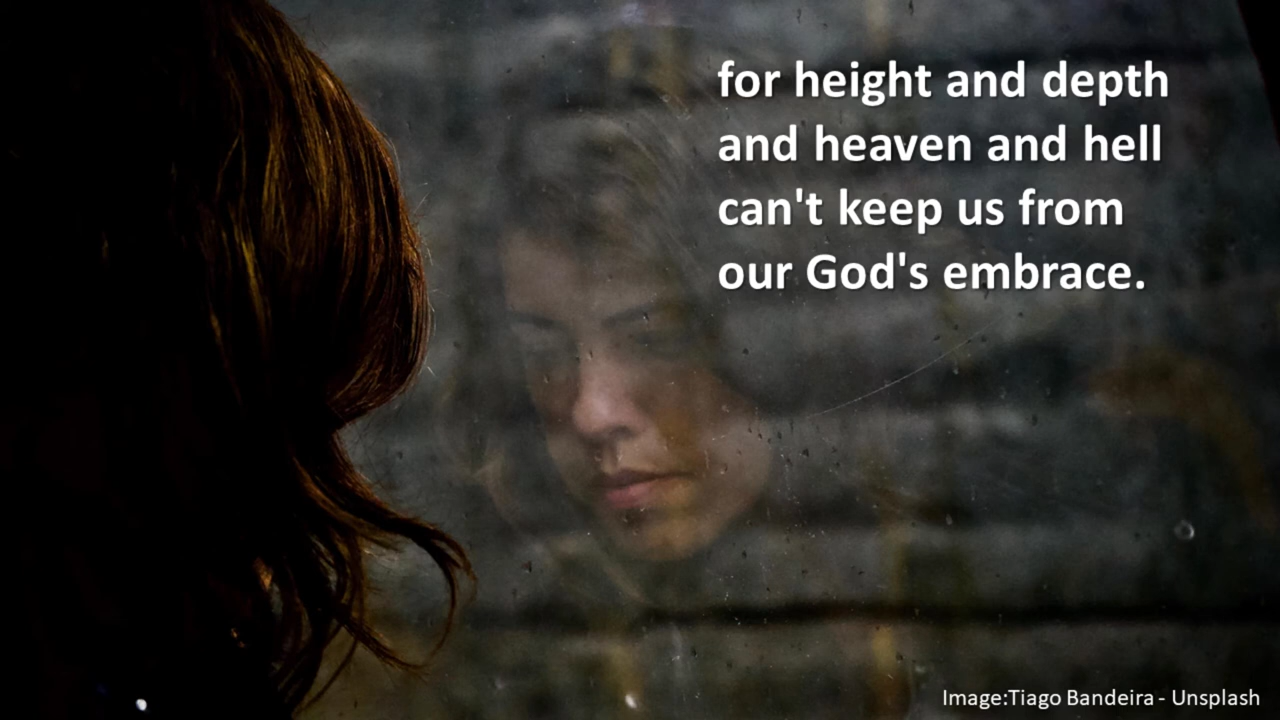 for height and depth
and heaven and hell
can't keep us from
our God's embrace.
Image:Tiago Bandeira - Unsplash